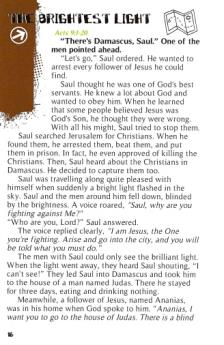 THE BRIGHTEST LIGHT
Acts 9:1-20
"There's Damascus, Saul." One of the
men pointed ahead.
"Let's go," Saul ordered. He wanted to
arrest every follower of Jesus he could
find.
Saul thought he was one of God's best
servants. He knew a lot about God and
wanted to obey him. When he learned
that some people believed Jesus was
God's Son, he thought they were wrong.
With all his might, Saul tried to stop them.
Saul searched Jerusalem for Christians. When he
found them, he arrested them, beat them, and put
them in prison. In fact, he even approved of killing the
Christians. Then, Saul heard about the Christians in
Damascus. He decided to capture them too.
Saul was traveling along quite pleased with
himself when suddenly a bright light flashed in the
sky. Saul and the men around him fell down, blinded
by the brightness. A voice roared, "Saul, why are you
fighting against Me?"
"Who are you, Lord?" Saul answered.
The voice replied clearly, "I am Jesus, the One
you're fighting. Arise and go into the city, and you will
be told what you must do."
The men with Saul could only see the brilliant light.
When the light went away, they heard Saul shouting, "I
can't see!" They led Saul into Damascus and took him
to the house of a man named Judas. There he stayed
for three days, eating and drinking nothing.
Meanwhile, a follower of Jesus, named Ananias,
was in his home when God spoke to him. "Ananias, I
want you to go to the house of Judas. There is a blind
16